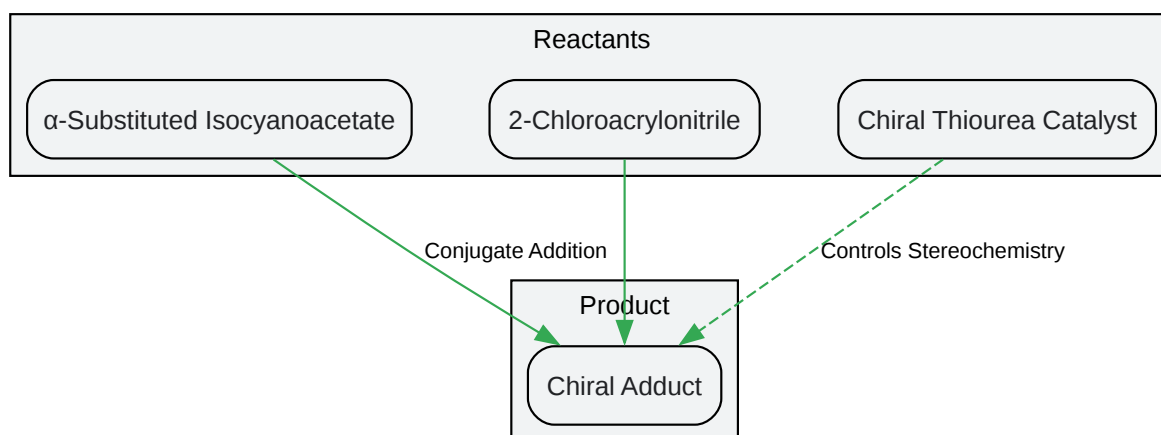 Reactants
α-Substituted Isocyanoacetate
2-Chloroacrylonitrile
Chiral Thiourea Catalyst
Conjugate Addition
Controls Stereochemistry
Product
Chiral Adduct